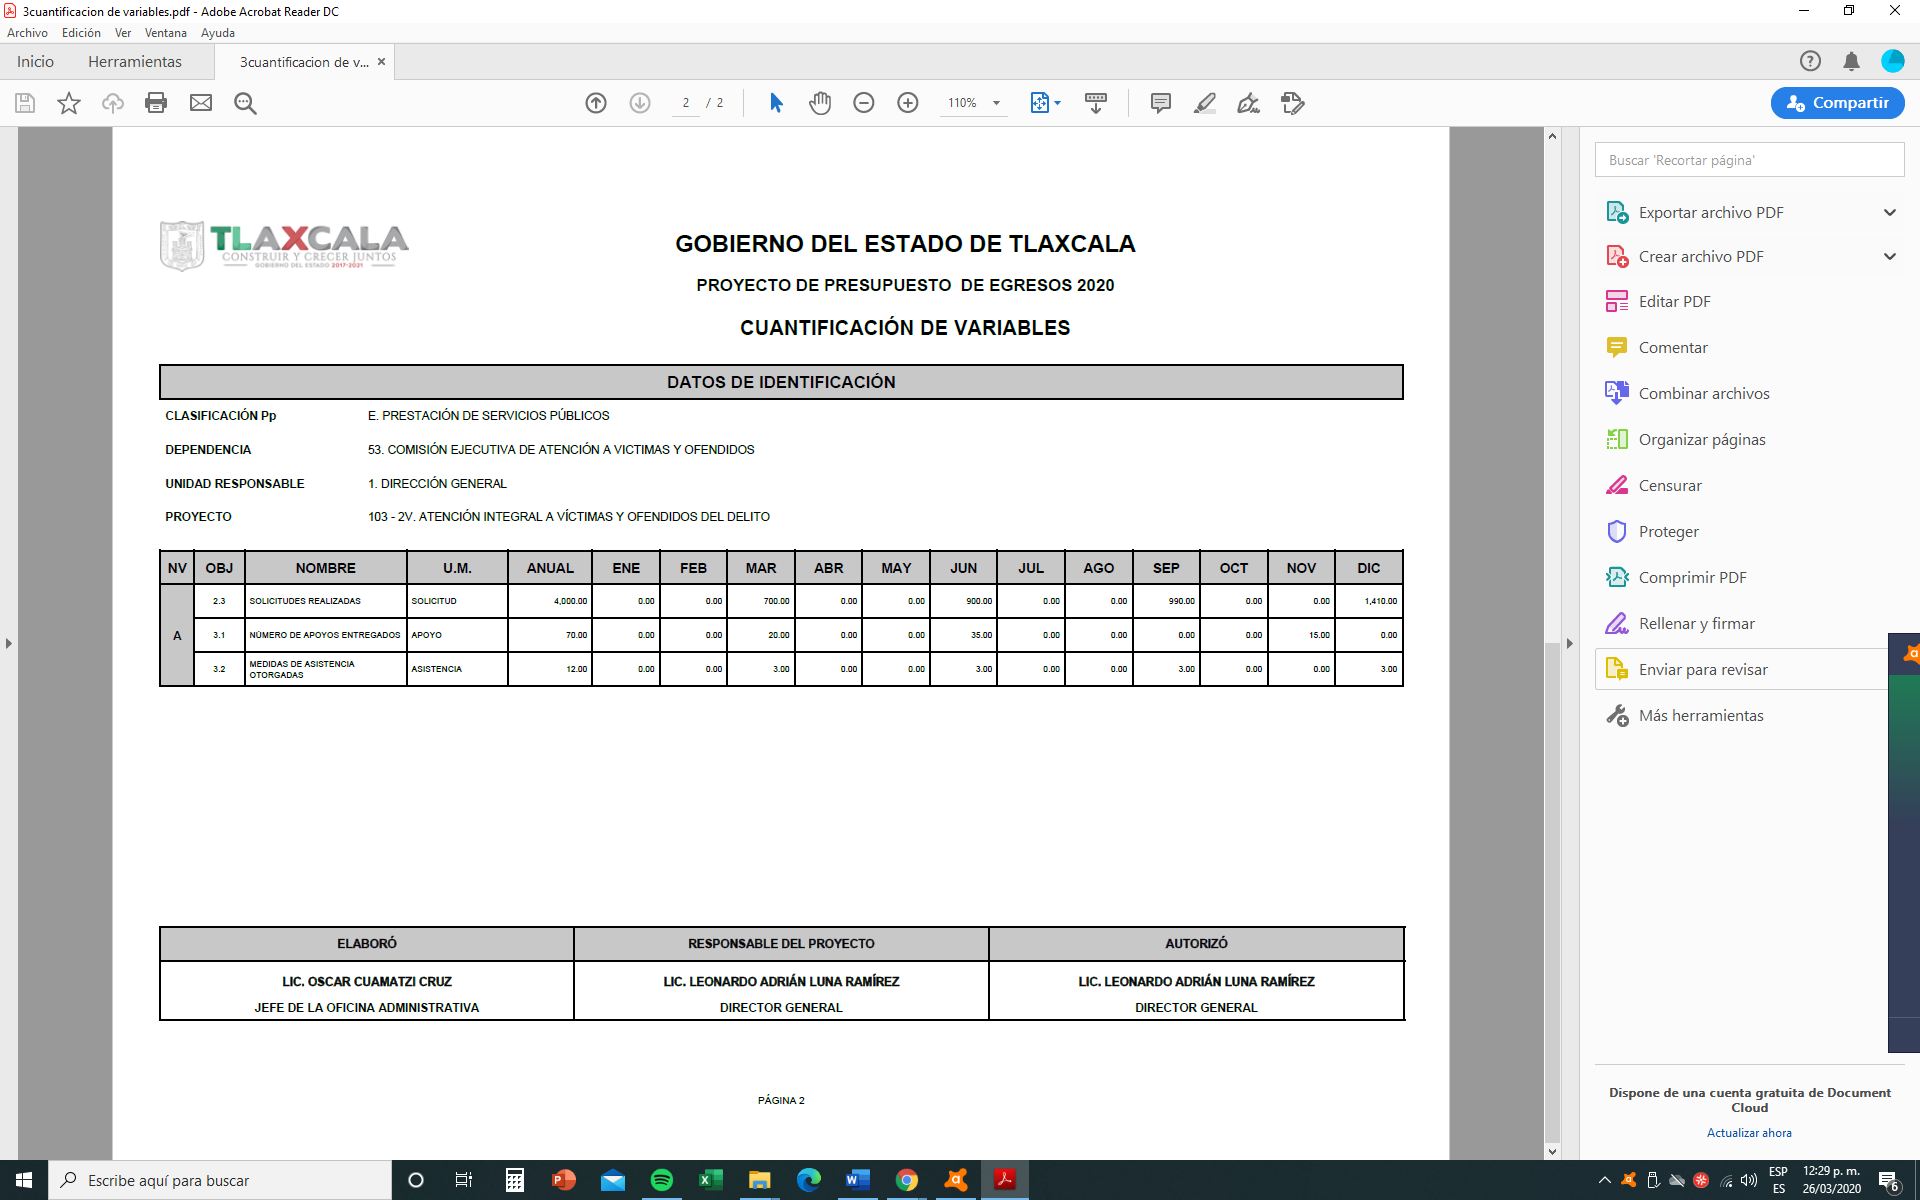 3cuantificacion de variables.pdf - Adobe Acrobat Reader DC
Archivo Edición Ver Ventana Ayuda
Inicio Herramientas 3cuantificacion de v... ×
2 / 2 110% Compartir
TLAXCALA
CONSTRUIR Y CRECER JUNTOS
GOBIERNO DEL ESTADO 2017-2021
GOBIERNO DEL ESTADO DE TLAXCALA
PROYECTO DE PRESUPUESTO DE EGRESOS 2020
CUANTIFICACIÓN DE VARIABLES
DATOS DE IDENTIFICACIÓN
CLASIFICACIÓN Pp E. PRESTACIÓN DE SERVICIOS PÚBLICOS
DEPENDENCIA 53. COMISIÓN EJECUTIVA DE ATENCIÓN A VICTIMAS Y OFENDIDOS
UNIDAD RESPONSABLE 1. DIRECCIÓN GENERAL
PROYECTO 103 - 2V. ATENCIÓN INTEGRAL A VÍCTIMAS Y OFENDIDOS DEL DELITO
NV OBJ NOMBRE U.M. ANUAL ENE FEB MAR ABR MAY JUN JUL AGO SEP OCT NOV DIC
2.3 SOLICITUDES REALIZADAS SOLICITUD 4,000.00 0.00 0.00 700.00 0.00 0.00 900.00 0.00 0.00 990.00 0.00 0.00 1,410.00
A 3.1 NÚMERO DE APOYOS ENTREGADOS APOYO 70.00 0.00 0.00 20.00 0.00 0.00 35.00 0.00 0.00 0.00 0.00 15.00 0.00
3.2 MEDIDAS DE ASISTENCIA OTORGADAS ASISTENCIA 12.00 0.00 0.00 3.00 0.00 0.00 3.00 0.00 0.00 3.00 0.00 0.00 3.00
ELABORÓ RESPONSABLE DEL PROYECTO AUTORIZÓ
LIC. OSCAR CUAMATZI CRUZ LIC. LEONARDO ADRIÁN LUNA RAMÍREZ LIC. LEONARDO ADRIÁN LUNA RAMÍREZ
JEFE DE LA OFICINA ADMINISTRATIVA DIRECTOR GENERAL DIRECTOR GENERAL
PÁGINA 2
Buscar 'Recortar página'
Exportar archivo PDF
Crear archivo PDF
Editar PDF
Comentar
Combinar archivos
Organizar páginas
Censurar
Proteger
Comprimir PDF
Rellenar y firmar
Enviar para revisar
Más herramientas
Dispone de una cuenta gratuita de Document
Cloud
Actualizar ahora
Escribe aquí para buscar
ESP
ES
12:29 p. m.
26/03/2020
6